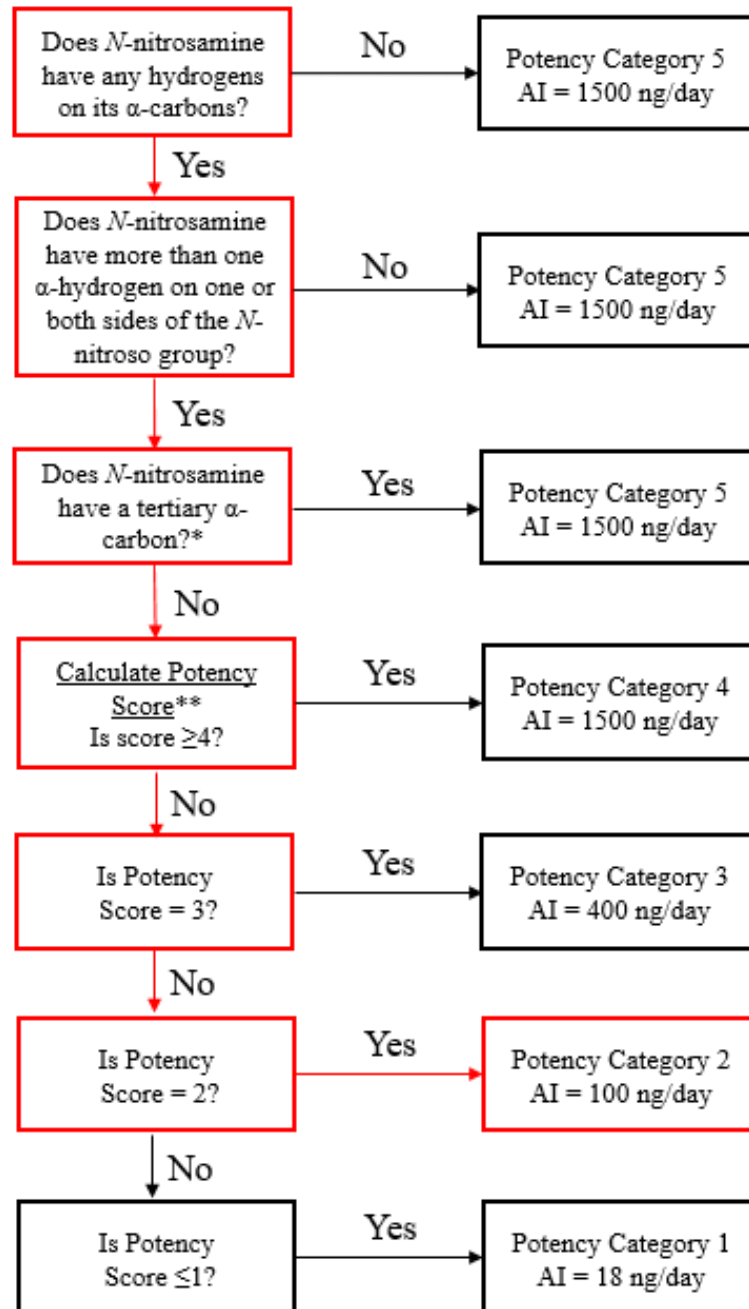 Does N-nitrosamine
have any hydrogens
on its α-carbons?
No
Potency Category 5
AI = 1500 ng/day
Yes
Does N-nitrosamine
have more than one
α-hydrogen on one or
both sides of the N-
nitroso group?
No
Potency Category 5
AI = 1500 ng/day
Yes
Does N-nitrosamine
have a tertiary α-
carbon?*
Yes
Potency Category 5
AI = 1500 ng/day
No
Calculate Potency
Score**
Is score ≥4?
Yes
Potency Category 4
AI = 1500 ng/day
No
Is Potency
Score = 3?
Yes
Potency Category 3
AI = 400 ng/day
No
Is Potency
Score = 2?
Yes
Potency Category 2
AI = 100 ng/day
No
Is Potency
Score ≤1?
Yes
Potency Category 1
AI = 18 ng/day